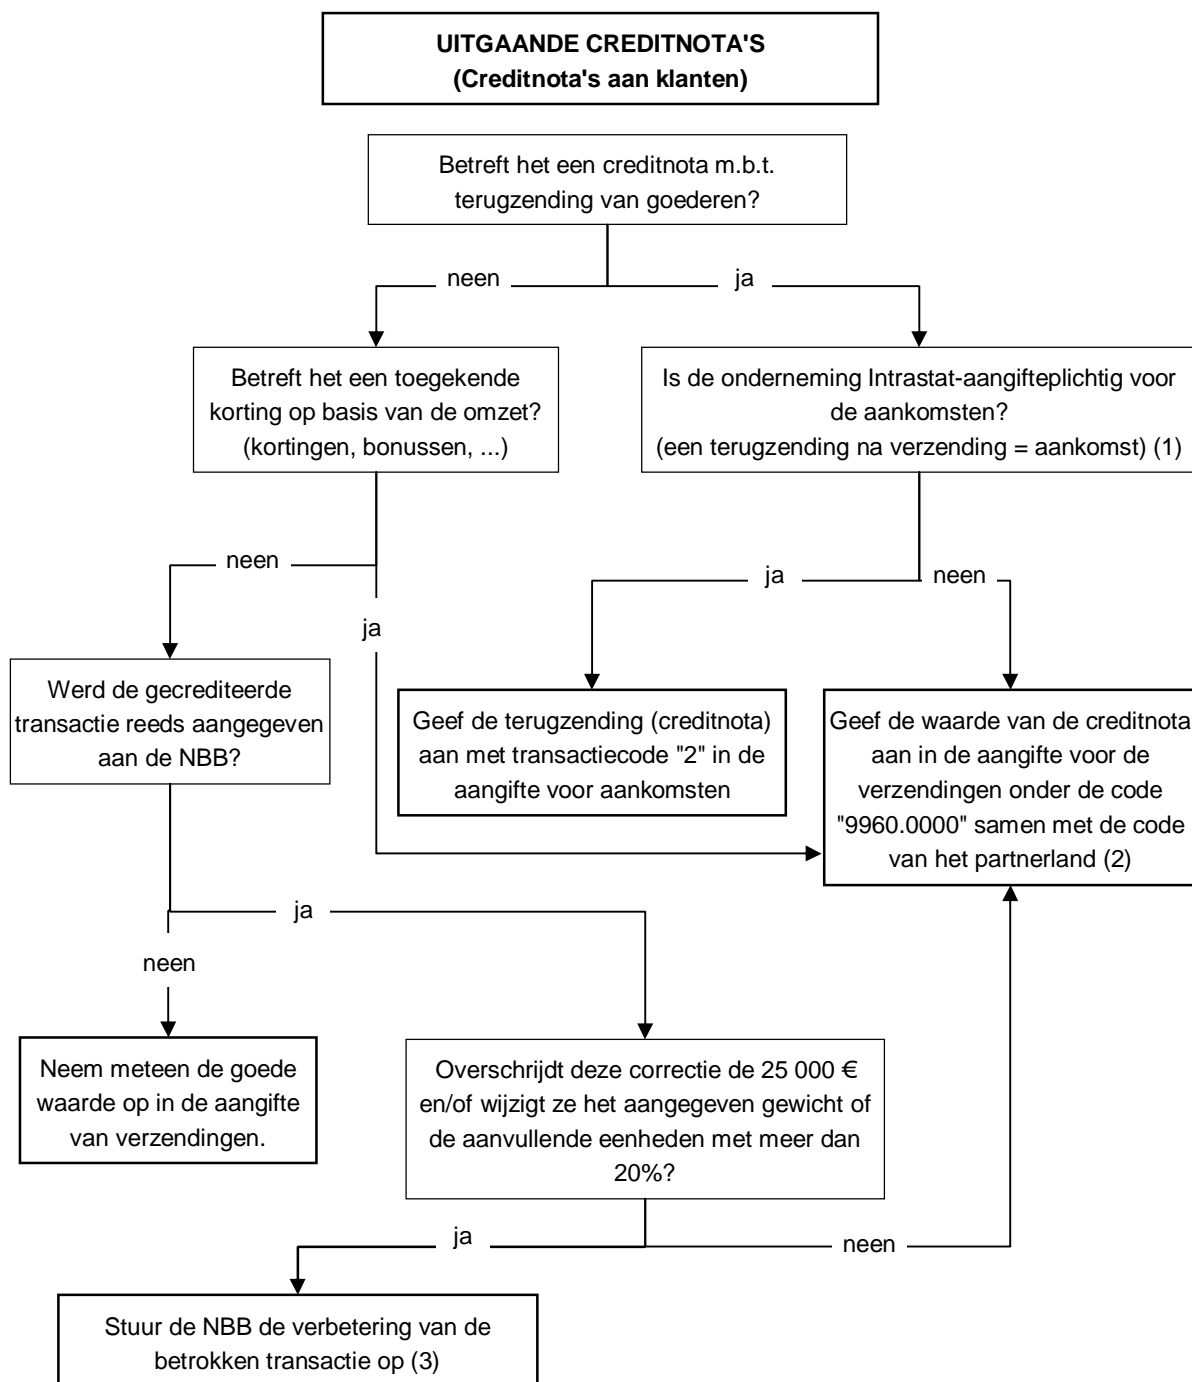 UITGAANDE CREDITNOTA'S
(Creditnota's aan klanten)
Betreft het een creditnota m.b.t.
terugzending van goederen?
neen
ja
Betreft het een toegekende
korting op basis van de omzet?
(kortingen, bonussen, ...)
Is de onderneming Intrastat-aangifteplichtig voor
de aankomsten?
(een terugzending na verzending = aankomst) (1)
neen
ja
ja
neen
Werd de gecrediteerde
transactie reeds aangegeven
aan de NBB?
Geef de terugzending (creditnota)
aan met transactiecode "2" in de
aangifte voor aankomsten
Geef de waarde van de creditnota
aan in de aangifte voor de
verzendingen onder de code
"9960.0000" samen met de code
van het partnerland (2)
ja
neen
Neem meteen de goede
waarde op in de aangifte
van verzendingen.
Overschrijdt deze correctie de 25 000 €
en/of wijzigt ze het aangegeven gewicht of
de aanvullende eenheden met meer dan
20%?
ja
neen
Stuur de NBB de verbetering van de
betrokken transactie op (3)